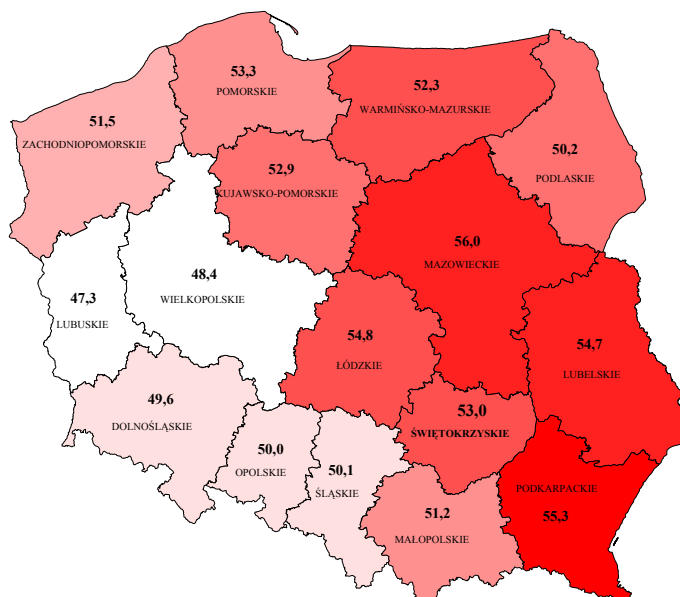 53,3
POMORSKIE
52,3
WARMIŃSKO-MAZURSKIE
51,5
ZACHODNIOPOMORSKIE
50,2
PODLASKIE
52,9
KUJAWSKO-POMORSKIE
56,0
MAZOWIECKIE
48,4
WIELKOPOLSKIE
47,3
LUBUSKIE
54,8
ŁÓDZKIE
54,7
LUBELSKIE
49,6
DOLNOŚLĄSKIE
53,0
ŚWIĘTOKRZYSKIE
50,0
OPOLSKIE
50,1
ŚLĄSKIE
PODKARPACKIE
55,3
51,2
MAŁOPOLSKIE